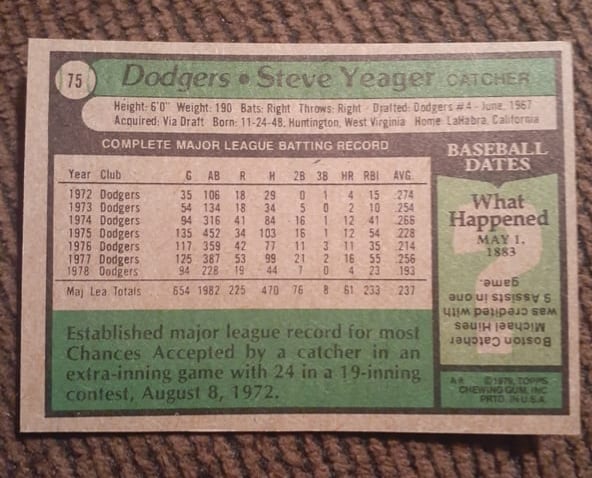 75 Dodgers • Steve Yeager CATCHER
Height: 6'0" Weight: 190 Bats: Right Throws: Right Drafted: Dodgers #4 - June, 1967
Acquired: Via Draft Born: 11-24-48, Huntington, West Virginia Home: LaHabra, California
COMPLETE MAJOR LEAGUE BATTING RECORD
Year Club G AB R H 2B 3B HR RBI AVG.
1972 Dodgers 35 106 18 29 0 1 4 15 .274
1973 Dodgers 54 134 18 34 5 0 2 10 .254
1974 Dodgers 94 316 41 84 16 1 12 41 .266
1975 Dodgers 135 452 34 103 16 1 12 54 .228
1976 Dodgers 117 359 42 77 11 3 11 35 .214
1977 Dodgers 125 387 53 99 21 2 16 55 .256
1978 Dodgers 94 228 19 44 7 0 4 23 .193
Maj. Lea. Totals 654 1982 225 470 76 8 61 233 .237
Established major league record for most
Chances Accepted by a catcher in an
extra-inning game with 24 in a 19-inning
contest, August 8, 1972.
BASEBALL
DATES
What
Happened
MAY 1,
1883
?
Boston Catcher
Michael Hines
was credited with
5 Assists in one
game.
©1979, TOPPS
CHEWING GUM, INC.
PRTD. IN U.S.A.